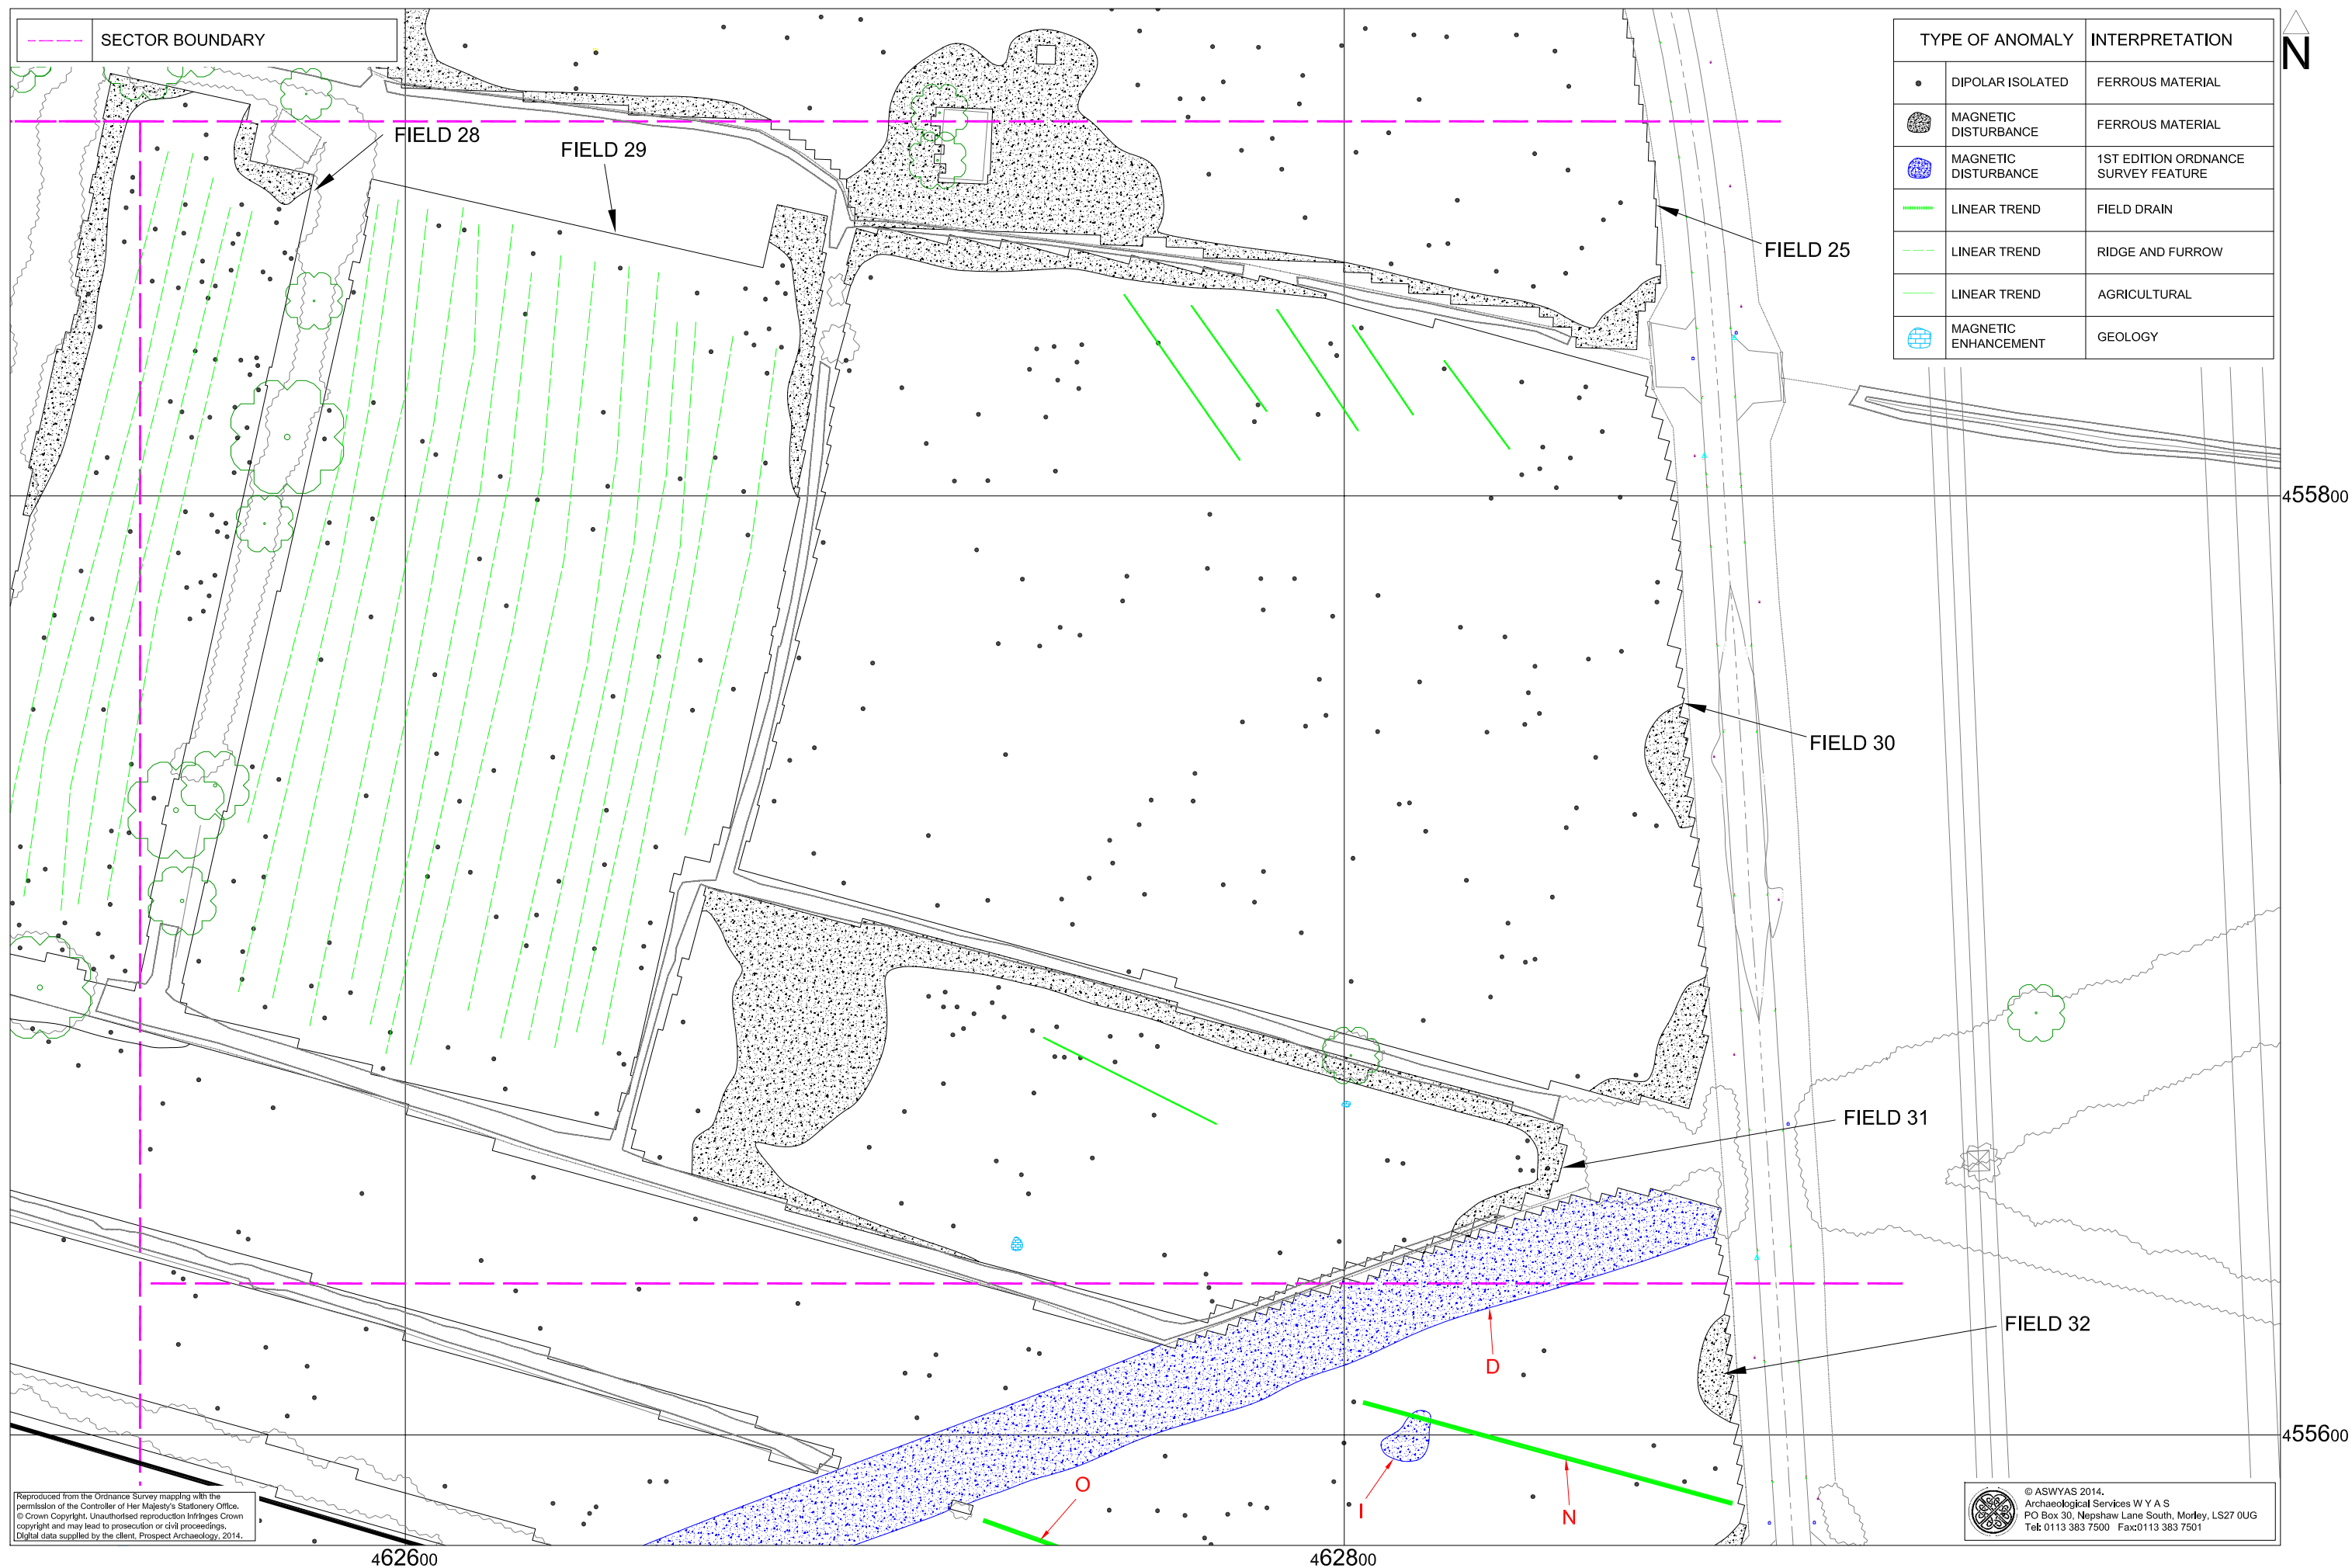 SECTOR BOUNDARY
TYPE OF ANOMALY INTERPRETATION
DIPOLAR ISOLATED FERROUS MATERIAL
MAGNETIC DISTURBANCE FERROUS MATERIAL
MAGNETIC DISTURBANCE 1ST EDITION ORDNANCE SURVEY FEATURE
LINEAR TREND FIELD DRAIN
LINEAR TREND RIDGE AND FURROW
LINEAR TREND AGRICULTURAL
MAGNETIC ENHANCEMENT GEOLOGY
N
FIELD 28
FIELD 29
FIELD 25
455800
FIELD 30
FIELD 31
FIELD 32
D
455600
O
I
N
Reproduced from the Ordnance Survey mapping with the
permission of the Controller of Her Majesty's Stationery Office.
© Crown Copyright. Unauthorised reproduction infringes Crown
copyright and may lead to prosecution or civil proceedings.
Digital data supplied by the client, Prospect Archaeology, 2014.
© ASWYAS 2014.
Archaeological Services W Y A S
PO Box 30, Nepshaw Lane South, Morley, LS27 0UG
Tel: 0113 383 7500 Fax:0113 383 7501
462600
462800